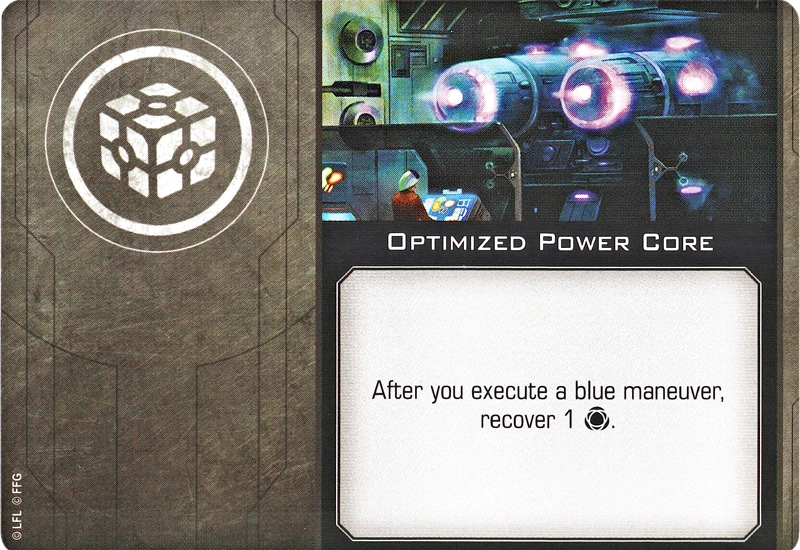 Optimized Power Core
After you execute a blue maneuver,
recover 1 .
© LFL © FFG